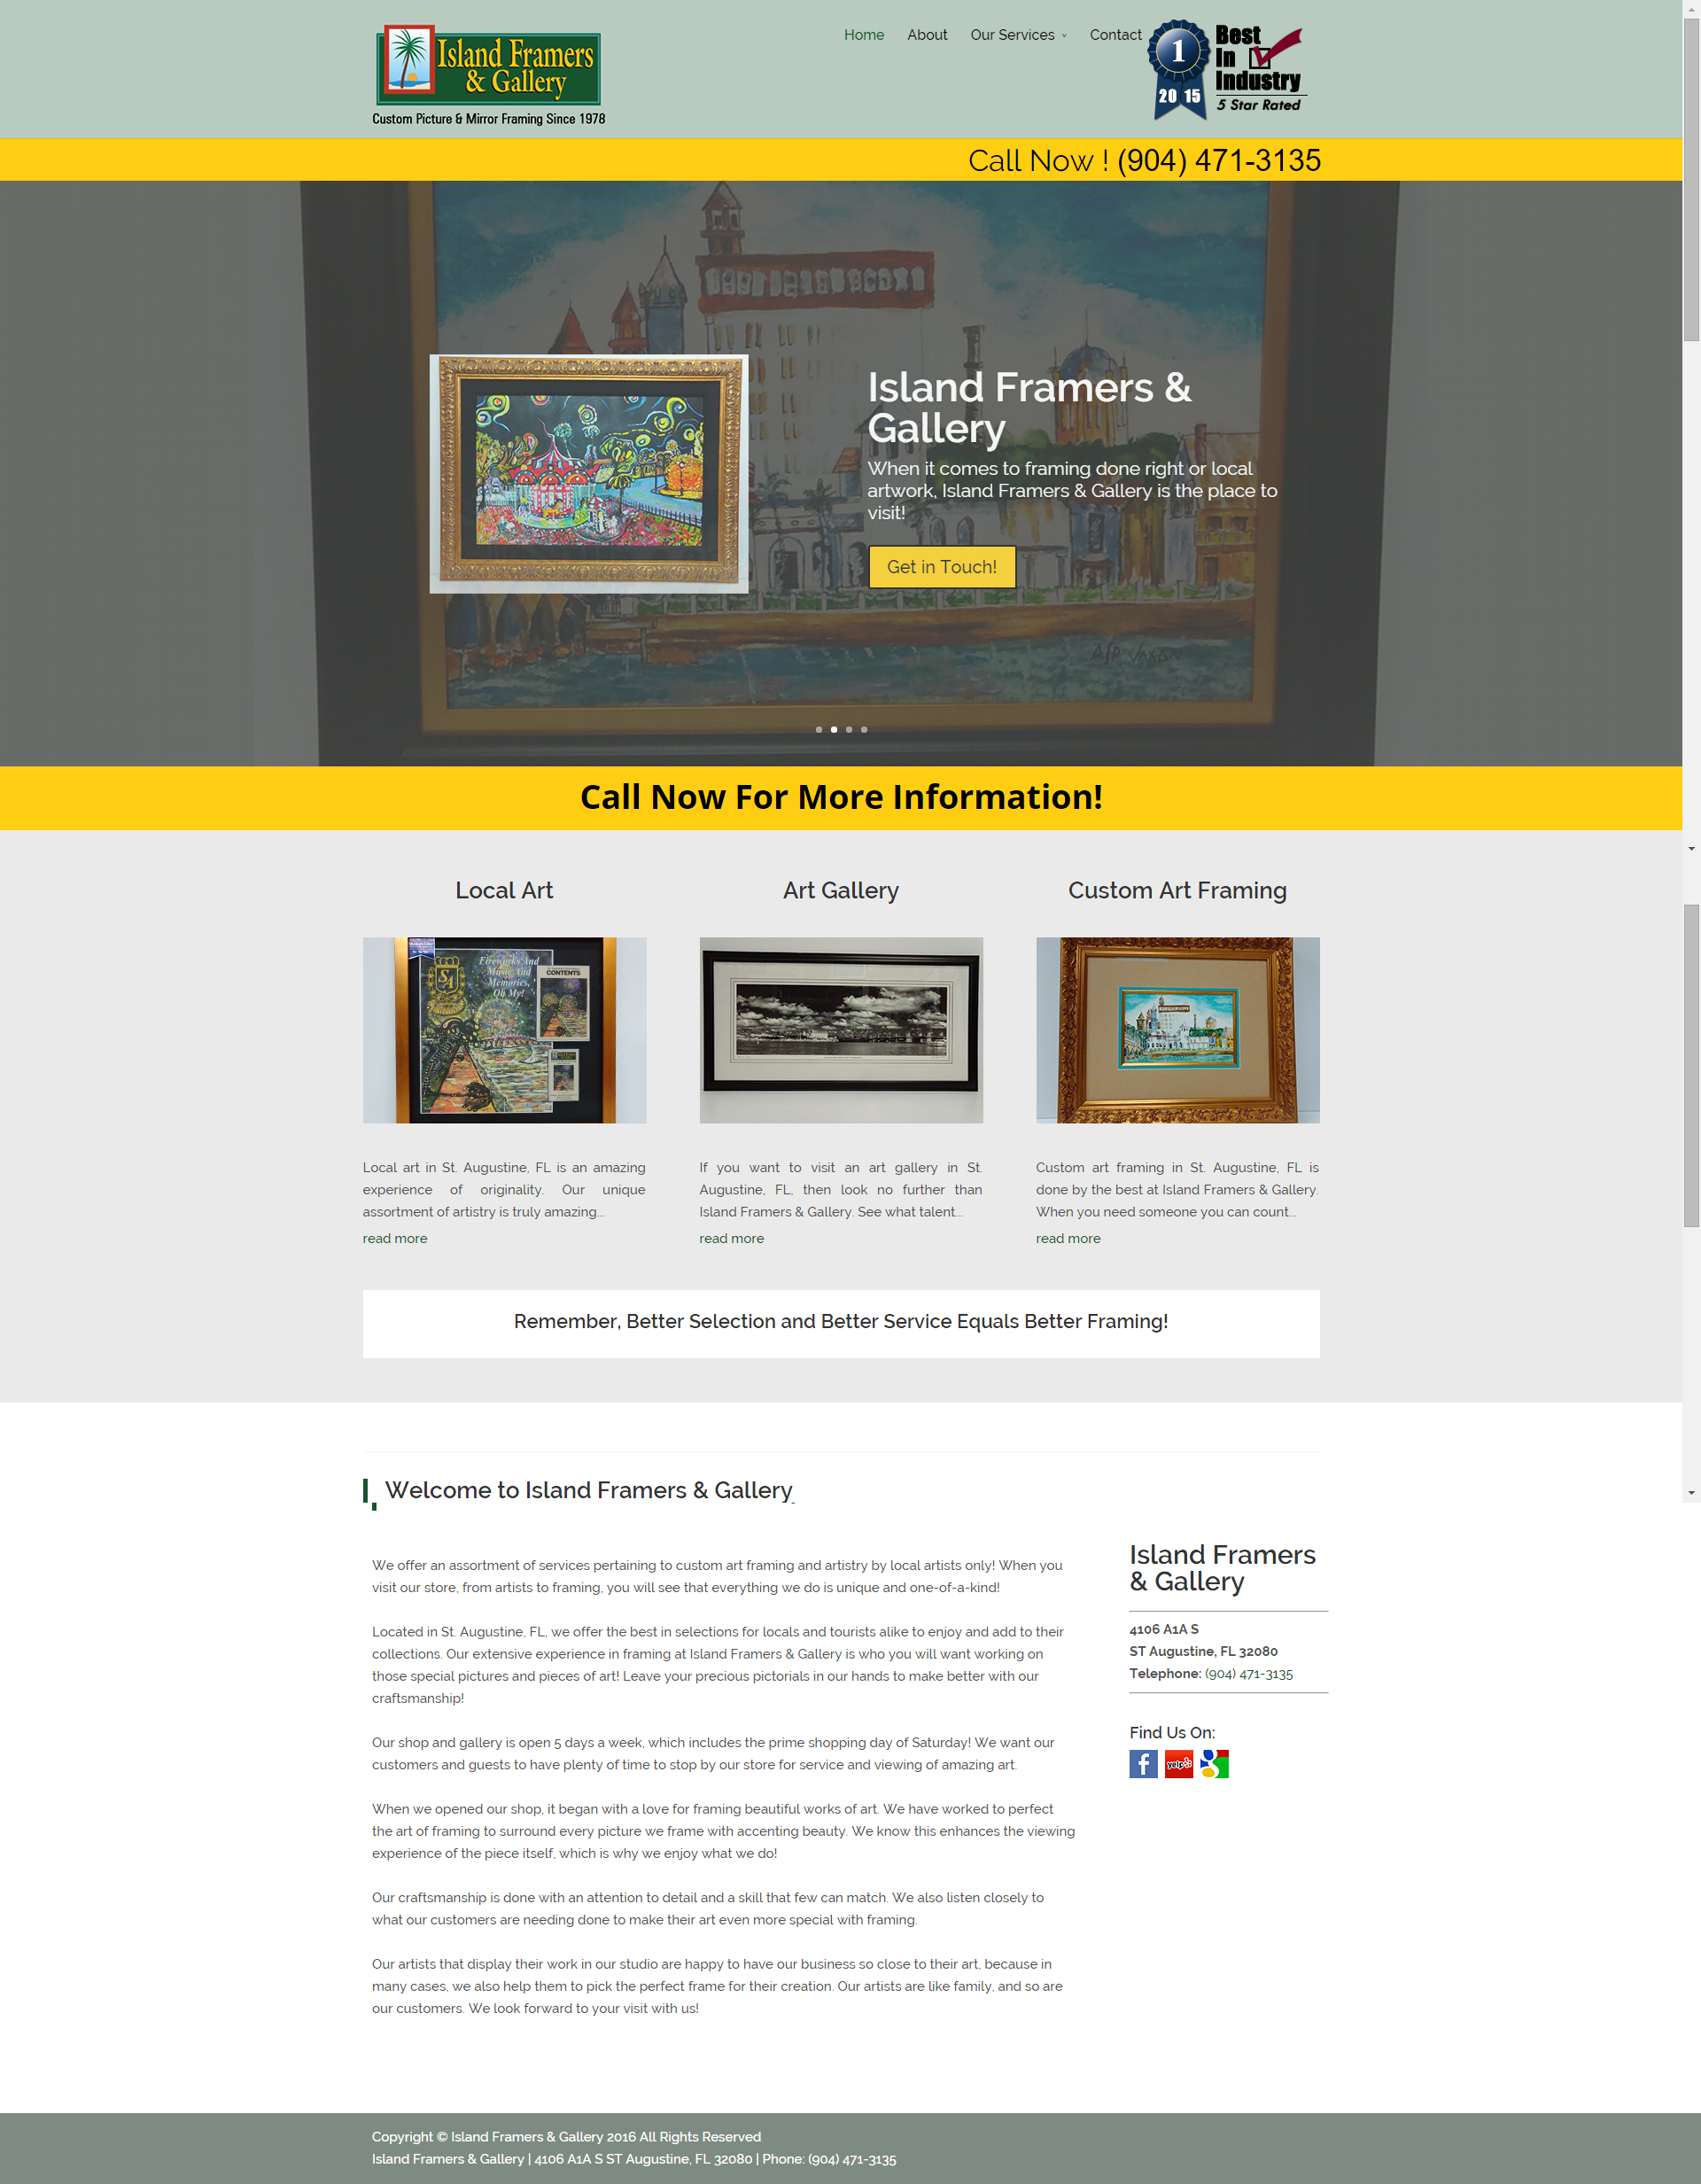 Island Framers
& Gallery
Custom Picture & Mirror Framing Since 1978
Home About Our Services Contact
1
20 15
Best
In
Industry
5 Star Rated
Call Now ! (904) 471-3135
Island Framers &
Gallery
When it comes to framing done right or local
artwork, Island Framers & Gallery is the place to
visit!
Get in Touch!
Call Now For More Information!
Local Art
Fireworks And
Music And
Memories,
Oh My!
CONTENTS
SA
Local art in St. Augustine, FL is an amazing
experience of originality. Our unique
assortment of artistry is truly amazing...
read more
Art Gallery
If you want to visit an art gallery in St.
Augustine, FL, then look no further than
Island Framers & Gallery. See what talent...
read more
Custom Art Framing
Custom art framing in St. Augustine, FL is
done by the best at Island Framers & Gallery.
When you need someone you can count...
read more
Remember, Better Selection and Better Service Equals Better Framing!
Welcome to Island Framers & Gallery
We offer an assortment of services pertaining to custom art framing and artistry by local artists only! When you
visit our store, from artists to framing, you will see that everything we do is unique and one-of-a-kind!
Located in St. Augustine, FL, we offer the best in selections for locals and tourists alike to enjoy and add to their
collections. Our extensive experience in framing at Island Framers & Gallery is who you will want working on
those special pictures and pieces of art! Leave your precious pictorials in our hands to make better with our
craftsmanship!
Our shop and gallery is open 5 days a week, which includes the prime shopping day of Saturday! We want our
customers and guests to have plenty of time to stop by our store for service and viewing of amazing art.
When we opened our shop, it began with a love for framing beautiful works of art. We have worked to perfect
the art of framing to surround every picture we frame with accenting beauty. We know this enhances the viewing
experience of the piece itself, which is why we enjoy what we do!
Our craftsmanship is done with an attention to detail and a skill that few can match. We also listen closely to
what our customers are needing done to make their art even more special with framing.
Our artists that display their work in our studio are happy to have our business so close to their art, because in
many cases, we also help them to pick the perfect frame for their creation. Our artists are like family, and so are
our customers. We look forward to your visit with us!
Island Framers
& Gallery
4106 A1A S
ST Augustine, FL 32080
Telephone: (904) 471-3135
Find Us On:
f
yelp
g
Copyright © Island Framers & Gallery 2016 All Rights Reserved
Island Framers & Gallery | 4106 A1A S ST Augustine, FL 32080 | Phone: (904) 471-3135